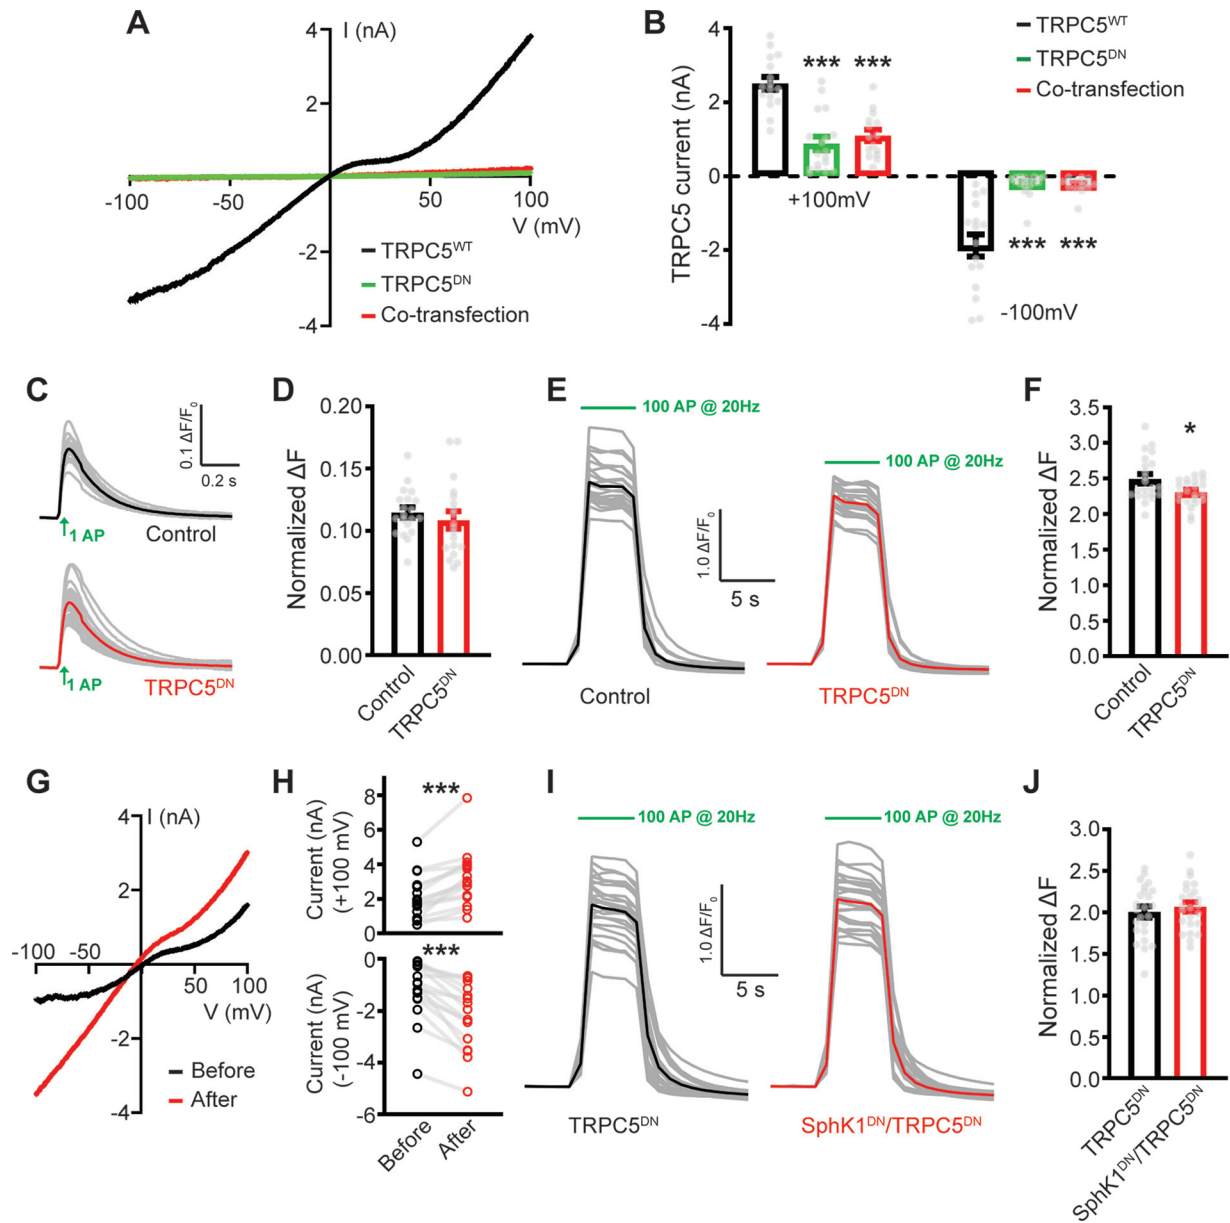 A
I (nA)
4
2
-100
-50
50
100
V (mV)
-2
-4
TRPC5WT
TRPC5DN
Co-transfection
B
TRPC5 current (nA)
4
2
0
-2
-4
***
***
+100mV
***
***
-100mV
TRPC5WT
TRPC5DN
Co-transfection
C
0.1 ΔF/F0
0.2 s
1 AP
Control
1 AP
TRPC5DN
D
Normalized ΔF
0.20
0.15
0.10
0.05
0.00
Control
TRPC5DN
E
100 AP @ 20Hz
100 AP @ 20Hz
1.0 ΔF/F0
5 s
Control
TRPC5DN
F
Normalized ΔF
3.5
3.0
2.5
2.0
1.5
1.0
0.5
0.0
*
Control
TRPC5DN
G
I (nA)
4
2
-100
-50
50
100
V (mV)
-2
-4
Before
After
H
Current (nA)
(+100 mV)
8
6
4
2
0
***
Current (nA)
(-100 mV)
0
-2
-4
-6
***
Before
After
I
100 AP @ 20Hz
100 AP @ 20Hz
1.0 ΔF/F0
5 s
TRPC5DN
SphK1DN/TRPC5DN
J
Normalized ΔF
3.0
2.5
2.0
1.5
1.0
0.5
0.0
TRPC5DN
SphK1DN/TRPC5DN